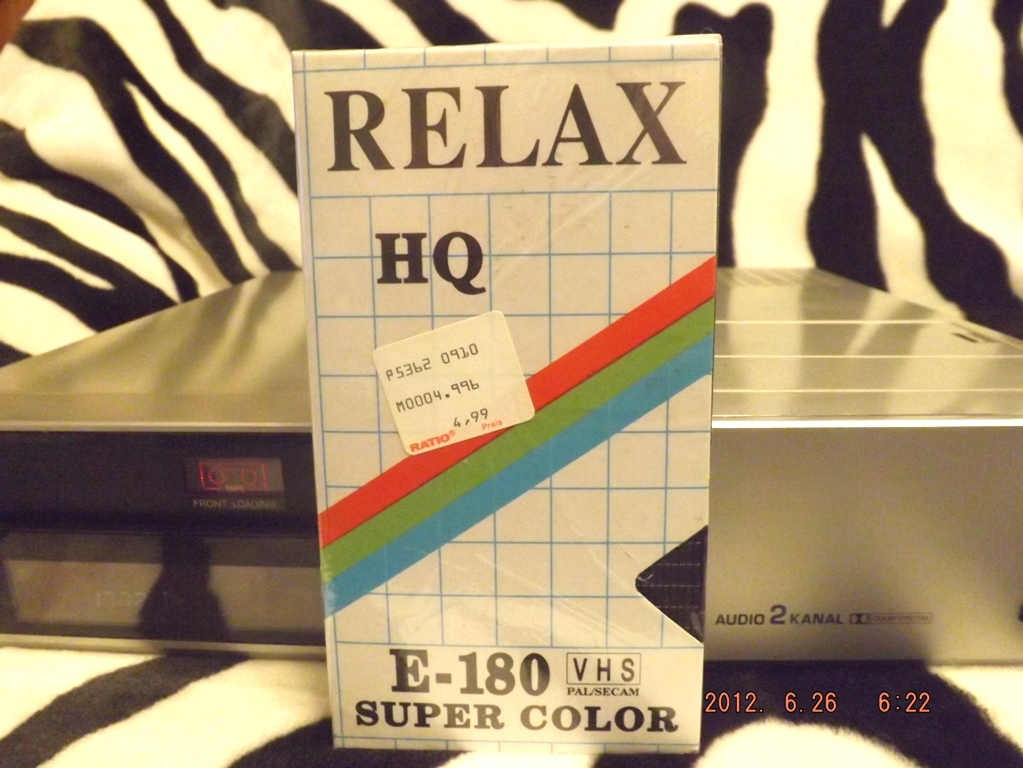 RELAX
HQ
P5362 0910
M0004.996
4,99
RATIO® Preis
FRONT LOADING
AUDIO 2 KANAL
E-180 VHS
PAL/SECAM
SUPER COLOR
2012. 6.26 6:22